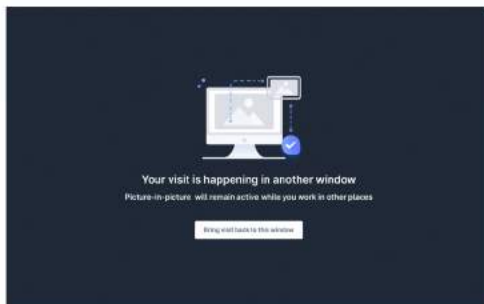 Your visit is happening in another window
Picture-in-picture will remain active while you work in other places
Bring visit back to this window